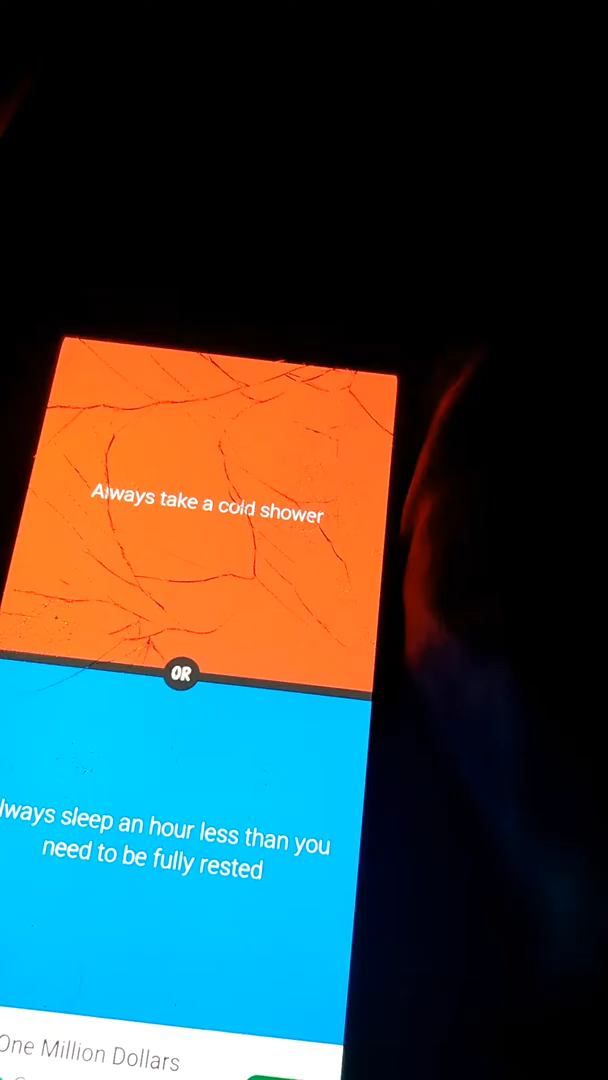 Always take a cold shower
OR
lways sleep an hour less than you
need to be fully rested
One Million Dollars